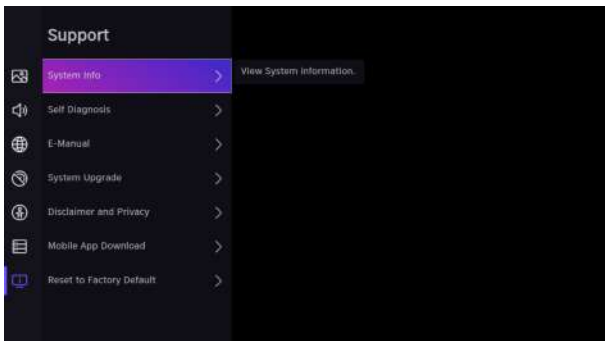 Support
System Info
View System information.
Self Diagnosis
E-Manual
System Upgrade
Disclaimer and Privacy
Mobile App Download
Reset to Factory Default